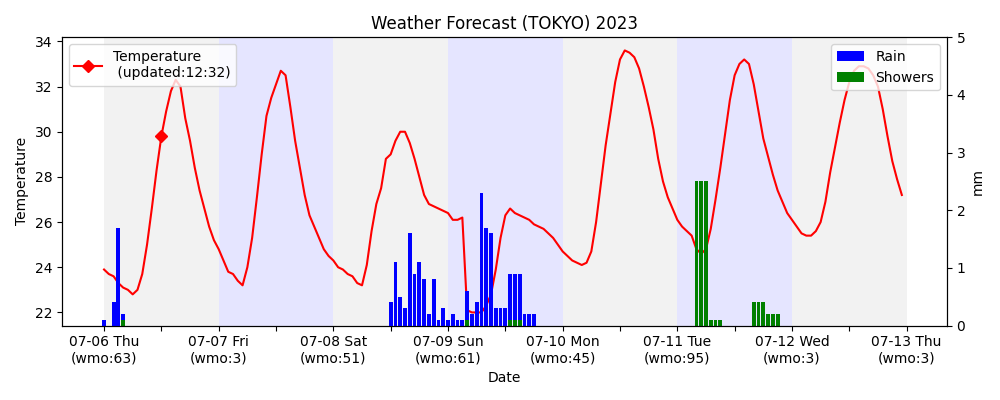 Weather Forecast (TOKYO) 2023
Temperature
(updated:12:32)
Rain
Showers
34
32
30
28
26
24
22
Temperature
5
4
3
2
1
0
mm
07-06 Thu
(wmo:63)
07-07 Fri
(wmo:3)
07-08 Sat
(wmo:51)
07-09 Sun
(wmo:61)
07-10 Mon
(wmo:45)
07-11 Tue
(wmo:95)
07-12 Wed
(wmo:3)
07-13 Thu
(wmo:3)
Date